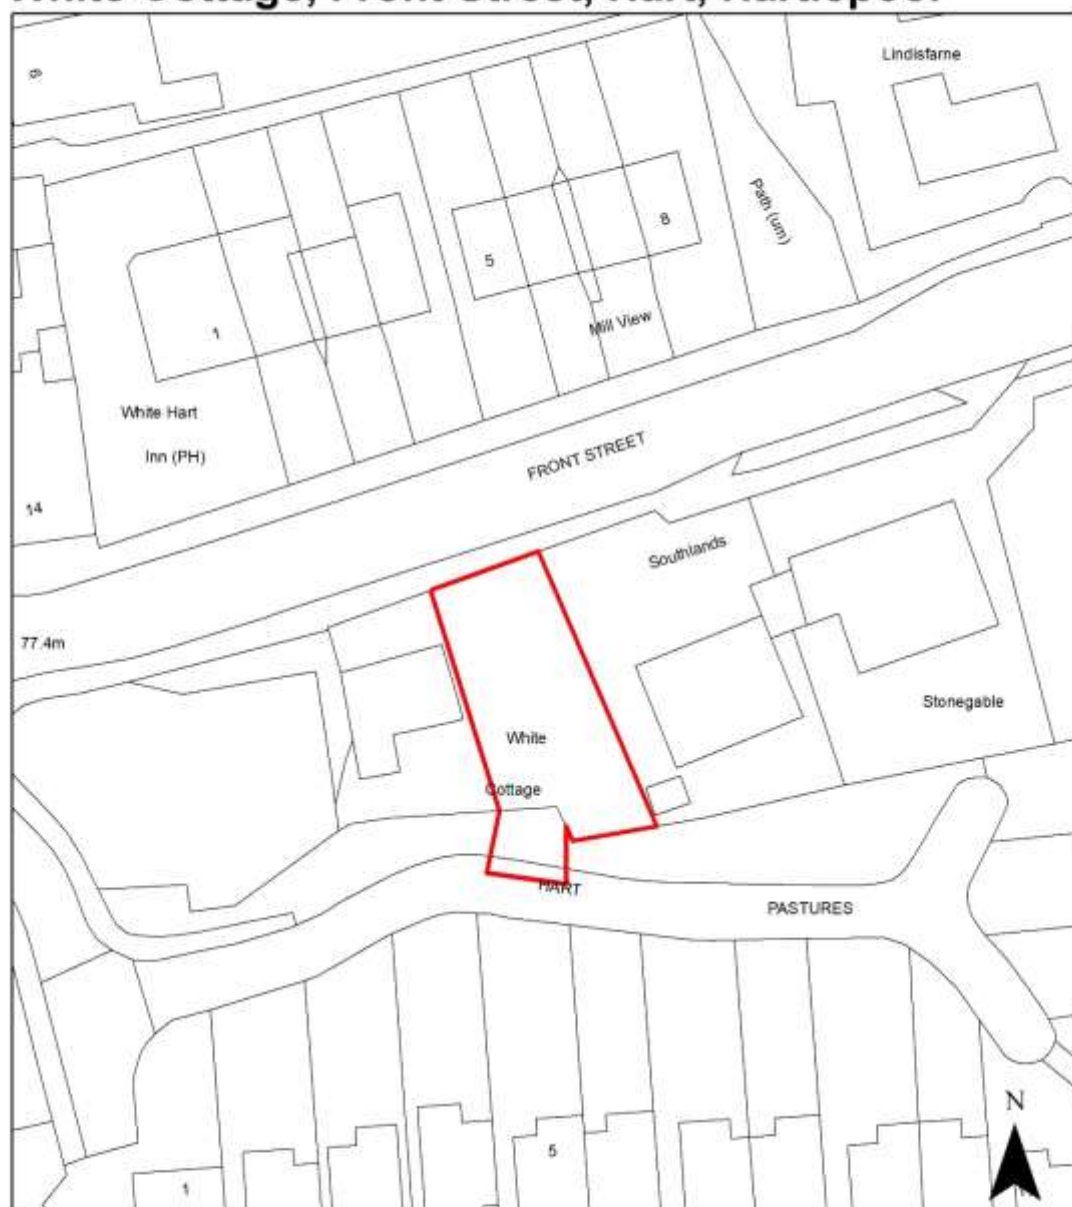 White Cottage, Front Street, Hart, Hartlepool
Lindisfarne
9
Path (um)
8
5
Mill View
1
White Hart
Inn (PH)
FRONT STREET
14
Southlands
77.4m
Stonegable
White
Cottage
HART
PASTURES
N
5
1